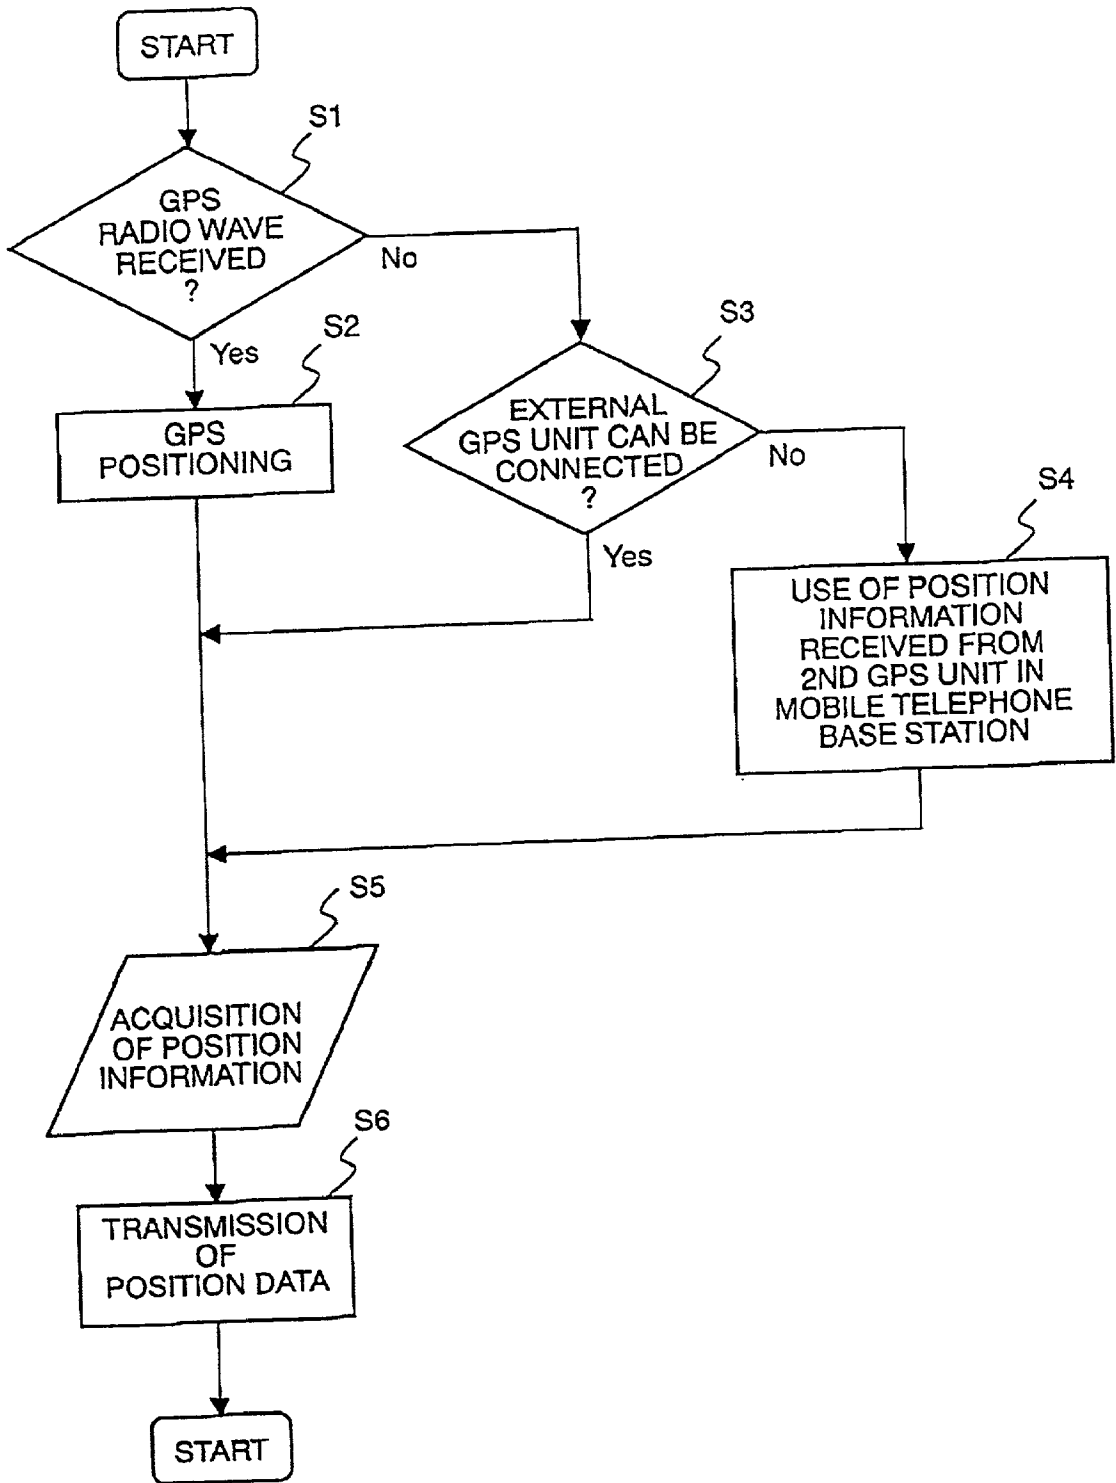 START
S1
GPS
RADIO WAVE
RECEIVED
?
No
Yes
S2
GPS
POSITIONING
S3
EXTERNAL
GPS UNIT CAN BE
CONNECTED
?
No
Yes
S4
USE OF POSITION
INFORMATION
RECEIVED FROM
2ND GPS UNIT IN
MOBILE TELEPHONE
BASE STATION
S5
ACQUISITION
OF POSITION
INFORMATION
S6
TRANSMISSION
OF
POSITION DATA
START